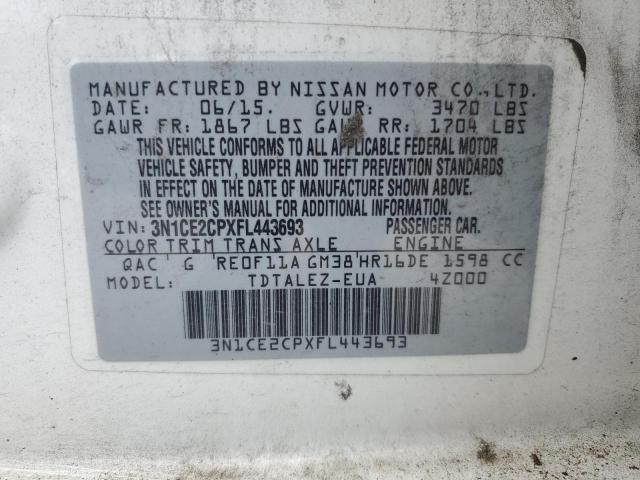 MANUFACTURED BY NISSAN MOTOR CO.,LTD.
DATE: 06/15. GVWR: 3470 LBS
GAWR FR: 1867 LBS GAWR RR: 1704 LBS
THIS VEHICLE CONFORMS TO ALL APPLICABLE FEDERAL MOTOR
VEHICLE SAFETY, BUMPER AND THEFT PREVENTION STANDARDS
IN EFFECT ON THE DATE OF MANUFACTURE SHOWN ABOVE.
SEE OWNER'S MANUAL FOR ADDITIONAL INFORMATION.
VIN: 3N1CE2CPXFL443693 PASSENGER CAR.
COLOR TRIM TRANS AXLE ENGINE
QAC G RE0F11A GM38 HR16DE 1598 CC
MODEL: TDTALEZ-EUA 4Z000
3N1CE2CPXFL443693